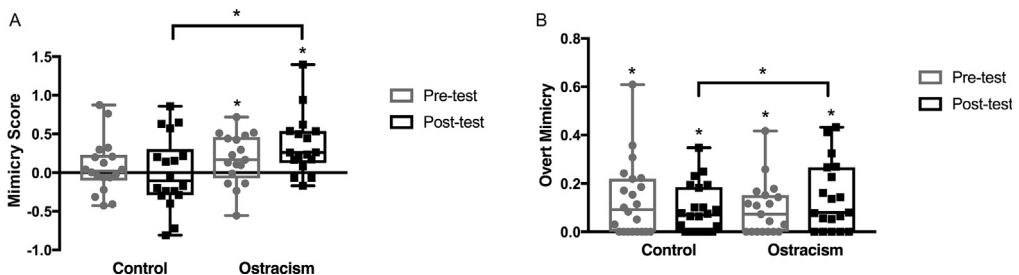 A
Mimicry Score
1.5
1.0
0.5
0.0
-0.5
-1.0
*
*
*
Control
Ostracism
Pre-test
Post-test
B
Overt Mimicry
0.8
0.6
0.4
0.2
0.0
*
*
*
*
*
Control
Ostracism
Pre-test
Post-test